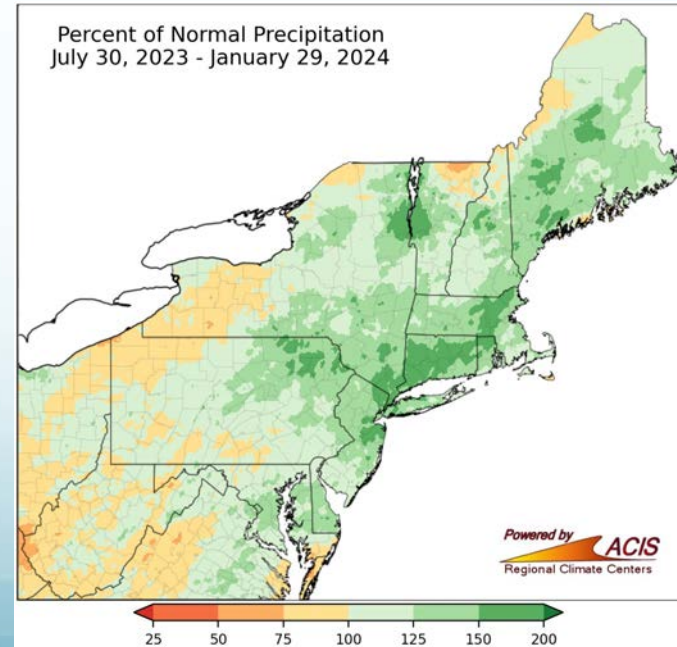 Percent of Normal Precipitation
July 30, 2023 - January 29, 2024
Powered by
ACIS
Regional Climate Centers
25 50 75 100 125 150 200